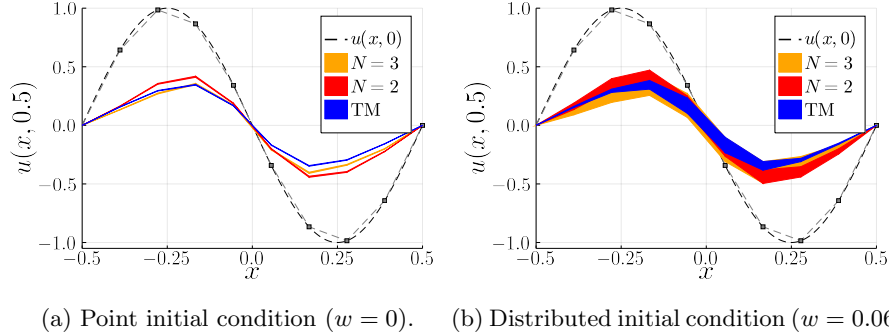 1.0
0.5
0.0
−0.5
−1.0
u(x, 0.5)
−0.5
−0.25
0.0
0.25
0.5
x
u(x, 0)
N = 3
N = 2
TM
(a) Point initial condition (w = 0).
1.0
0.5
0.0
−0.5
−1.0
u(x, 0.5)
−0.5
−0.25
0.0
0.25
0.5
x
u(x, 0)
N = 3
N = 2
TM
(b) Distributed initial condition (w = 0.06